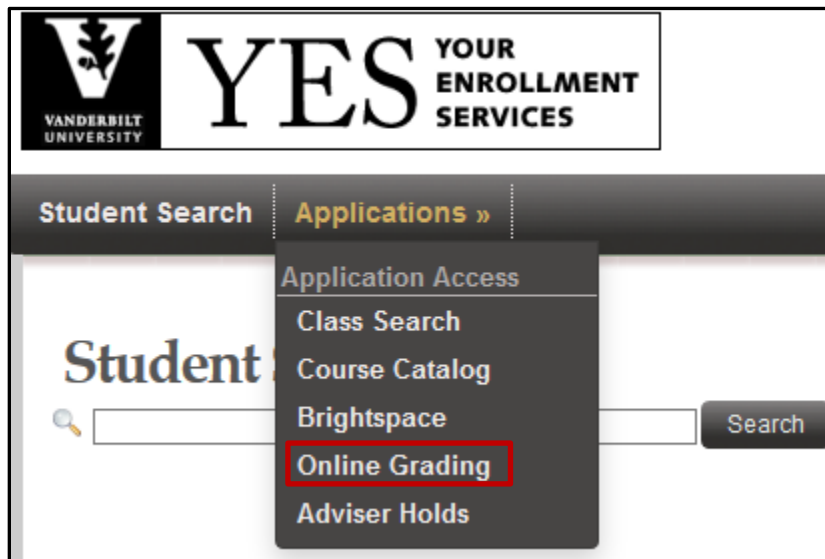 VANDERBILT
UNIVERSITY
YES
YOUR
ENROLLMENT
SERVICES
Student Search
Applications »
Application Access
Class Search
Course Catalog
Brightspace
Online Grading
Adviser Holds
Student
Search